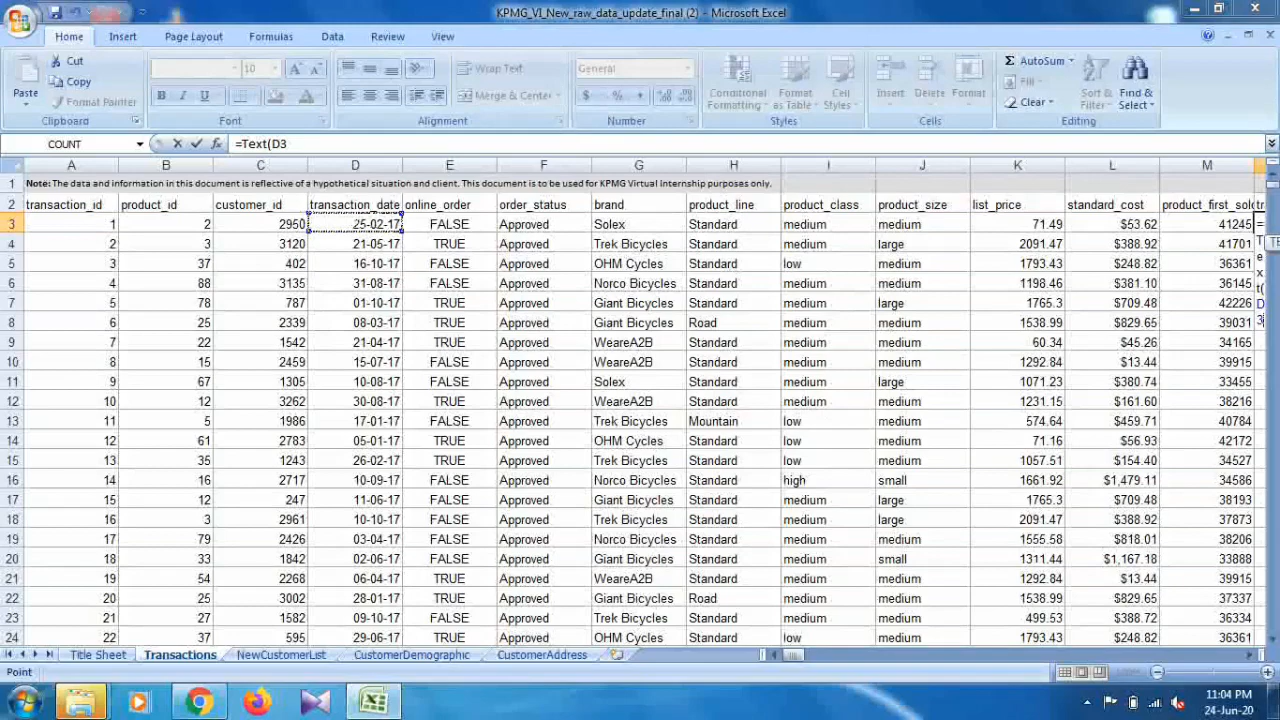 KPMG_VI_New_raw_data_update_final (2) - Microsoft Excel
Home Insert Page Layout Formulas Data Review View
Cut
Copy
Format Painter
Paste
Clipboard
10
Font
Wrap Text
Merge & Center
Alignment
General
Number
Conditional Formatting
Format as Table
Cell Styles
Styles
Insert Delete Format
Cells
AutoSum
Fill
Clear
Sort & Filter
Find & Select
Editing
COUNT =Text(D3
A B C D E F G H I J K L M
1 Note: The data and information in this document is reflective of a hypothetical situation and client. This document is to be used for KPMG Virtual Internship purposes only.
2 transaction_id product_id customer_id transaction_date online_order order_status brand product_line product_class product_size list_price standard_cost product_first_sol
3 1 2 2950 25-02-17 FALSE Approved Solex Standard medium medium 71.49 $53.62 41245 =Text(D3
4 2 3 3120 21-05-17 TRUE Approved Trek Bicycles Standard medium large 2091.47 $388.92 41701
5 3 37 402 16-10-17 FALSE Approved OHM Cycles Standard low medium 1793.43 $248.82 36361
6 4 88 3135 31-08-17 FALSE Approved Norco Bicycles Standard medium medium 1198.46 $381.10 36145
7 5 78 787 01-10-17 TRUE Approved Giant Bicycles Standard medium large 1765.3 $709.48 42226
8 6 25 2339 08-03-17 TRUE Approved Giant Bicycles Road medium medium 1538.99 $829.65 39031
9 7 22 1542 21-04-17 TRUE Approved WeareA2B Standard medium medium 60.34 $45.26 34165
10 8 15 2459 15-07-17 FALSE Approved WeareA2B Standard medium medium 1292.84 $13.44 39915
11 9 67 1305 10-08-17 FALSE Approved Solex Standard medium large 1071.23 $380.74 33455
12 10 12 3262 30-08-17 TRUE Approved WeareA2B Standard medium medium 1231.15 $161.60 38216
13 11 5 1986 17-01-17 FALSE Approved Trek Bicycles Mountain low medium 574.64 $459.71 40784
14 12 61 2783 05-01-17 TRUE Approved OHM Cycles Standard low medium 71.16 $56.93 42172
15 13 35 1243 26-02-17 TRUE Approved Trek Bicycles Standard low medium 1057.51 $154.40 34527
16 14 16 2717 10-09-17 FALSE Approved Norco Bicycles Standard high small 1661.92 $1,479.11 34586
17 15 12 247 11-06-17 FALSE Approved Giant Bicycles Standard medium large 1765.3 $709.48 38193
18 16 3 2961 10-10-17 TRUE Approved Trek Bicycles Standard medium large 2091.47 $388.92 37873
19 17 79 2426 03-04-17 FALSE Approved Norco Bicycles Standard medium medium 1555.58 $818.01 38206
20 18 33 1842 02-06-17 FALSE Approved Giant Bicycles Standard medium small 1311.44 $1,167.18 33888
21 19 54 2268 06-04-17 TRUE Approved WeareA2B Standard medium medium 1292.84 $13.44 39915
22 20 25 3002 28-01-17 TRUE Approved Giant Bicycles Road medium medium 1538.99 $829.65 37337
23 21 27 1582 09-10-17 TRUE Approved Trek Bicycles Standard medium medium 499.53 $388.72 36334
24 22 37 595 29-06-17 TRUE Approved OHM Cycles Standard low medium 1793.43 $248.82 36361
Title Sheet Transactions NewCustomerList CustomerDemographic CustomerAddress
Point
11:04 PM
24-Jun-20